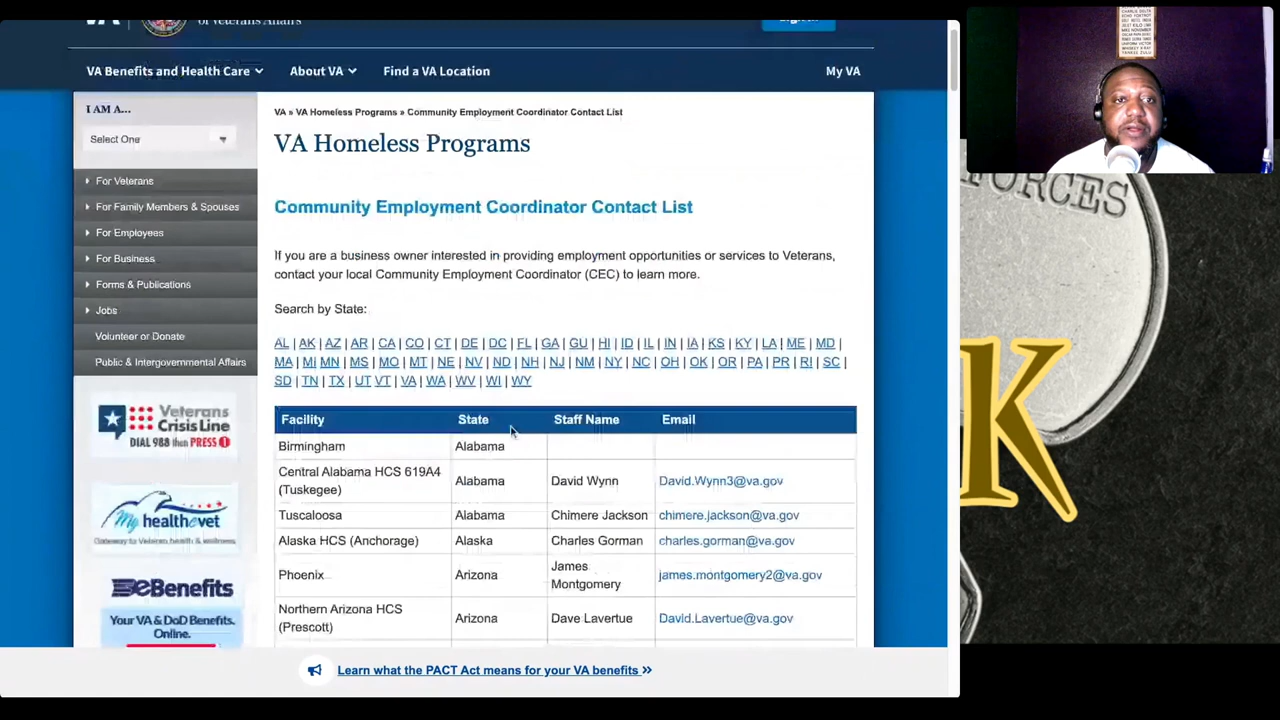 of Veterans Affairs
VA Benefits and Health Care
About VA
Find a VA Location
My VA
I AM A...
Select One
For Veterans
For Family Members & Spouses
For Employees
For Business
Forms & Publications
Jobs
Volunteer or Donate
Public & Intergovernmental Affairs
Veterans
Crisis Line
DIAL 988 then PRESS 1
My healthevet
Gateway to Veteran health & wellness
eBenefits
Your VA & DoD Benefits.
Online.
VA » VA Homeless Programs » Community Employment Coordinator Contact List
VA Homeless Programs
Community Employment Coordinator Contact List
If you are a business owner interested in providing employment opportunities or services to Veterans,
contact your local Community Employment Coordinator (CEC) to learn more.
Search by State:
AL | AK | AZ | AR | CA | CO | CT | DE | DC | FL | GA | GU | HI | ID | IL | IN | IA | KS | KY | LA | ME | MD |
MA | MI MN | MS | MO | MT | NE | NV | ND | NH | NJ | NM | NY | NC | OH | OK | OR | PA | PR | RI | SC |
SD | TN | TX | UT VT | VA | WA | WV | WI | WY
Facility State Staff Name Email
Birmingham Alabama
Central Alabama HCS 619A4
(Tuskegee) Alabama David Wynn David.Wynn3@va.gov
Tuscaloosa Alabama Chimere Jackson chimere.jackson@va.gov
Alaska HCS (Anchorage) Alaska Charles Gorman charles.gorman@va.gov
Phoenix Arizona James
Montgomery james.montgomery2@va.gov
Northern Arizona HCS
(Prescott) Arizona Dave Lavertue David.Lavertue@va.gov
Learn what the PACT Act means for your VA benefits »
FORCES
K